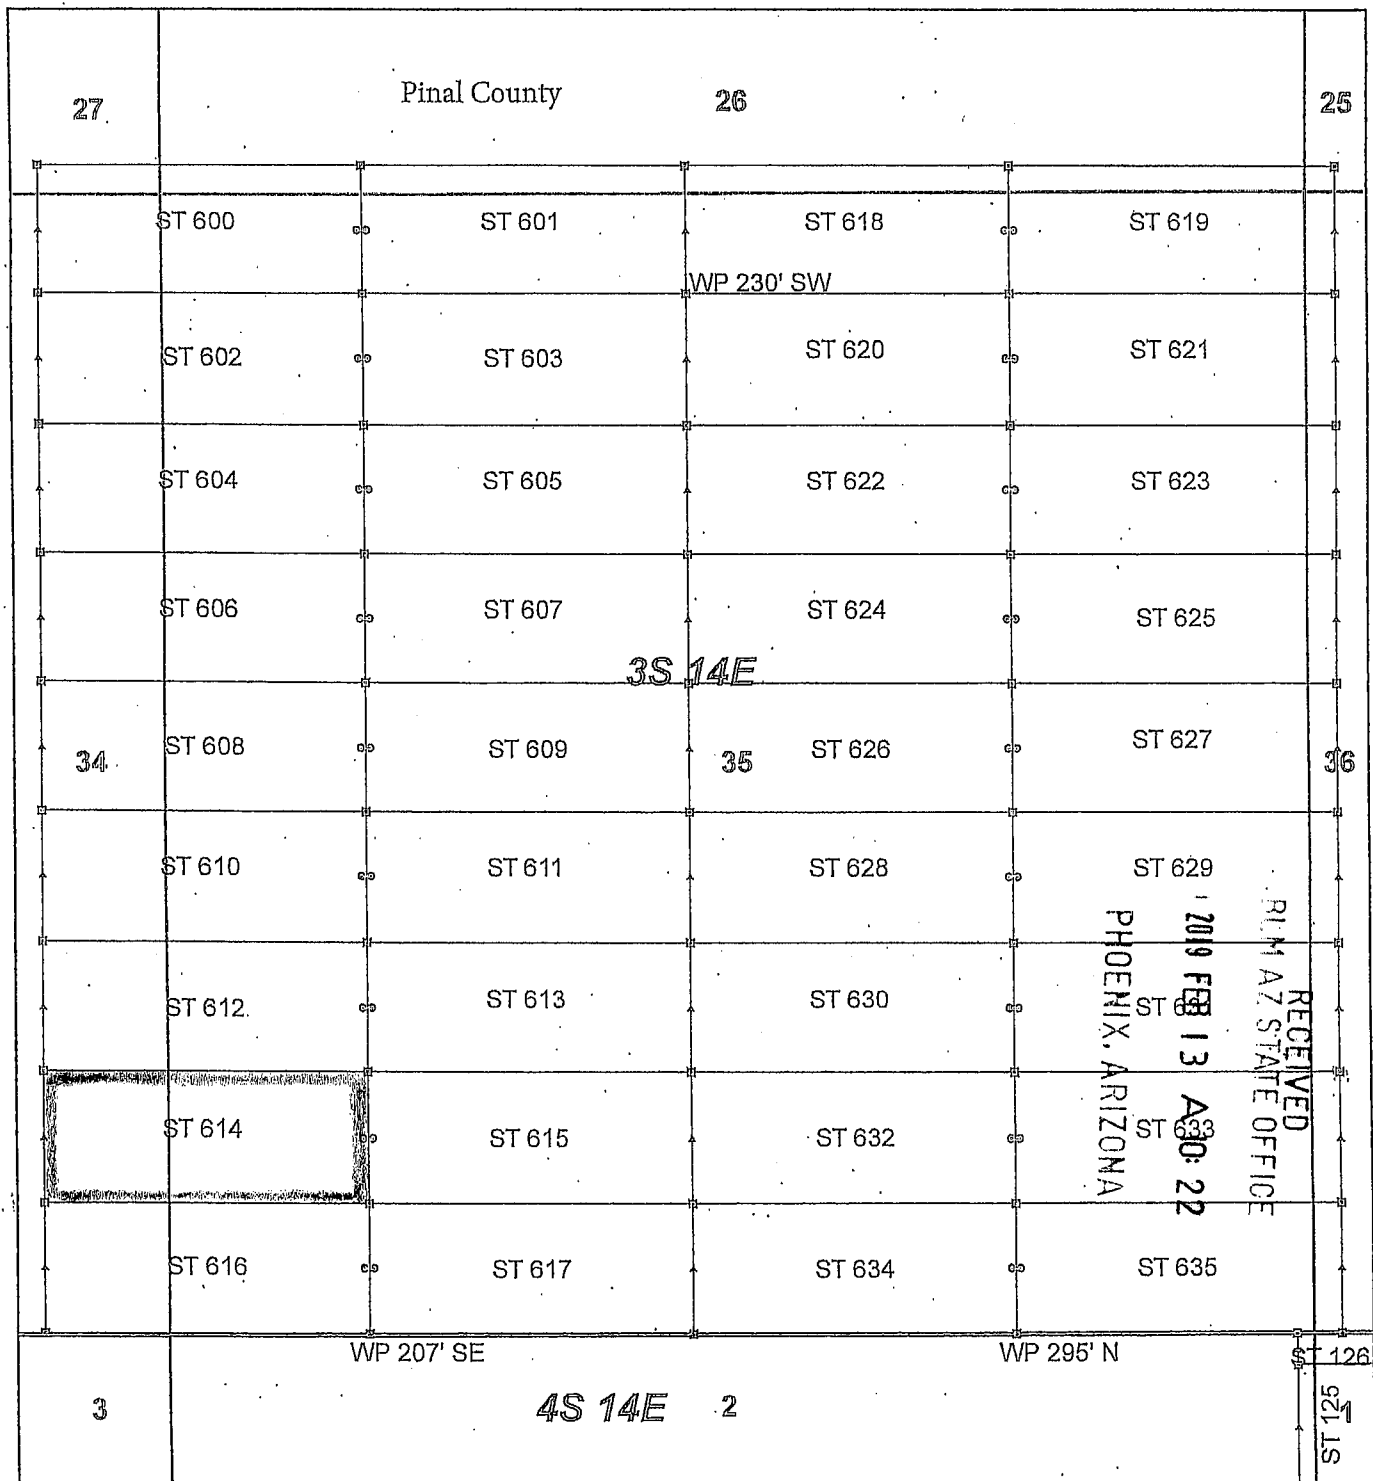 27 Pinal County 26 25
ST 600 ST 601 ST 618 ST 619
WP 230' SW
ST 602 ST 603 ST 620 ST 621
ST 604 ST 605 ST 622 ST 623
ST 606 ST 607 ST 624 ST 625
3S 14E
34 ST 608 ST 609 35 ST 626 ST 627 36
ST 610 ST 611 ST 628 ST 629
ST 612 ST 613 ST 630 ST
ST 614 ST 615 ST 632 ST 633
ST 616 ST 617 ST 634 ST 635
RECEIVED
BLM AZ STATE OFFICE
2019 FEB 13 A 10: 22
PHOENIX, ARIZONA
WP 207' SE WP 295' N ST 126
3 4S 14E 2 1
ST 125